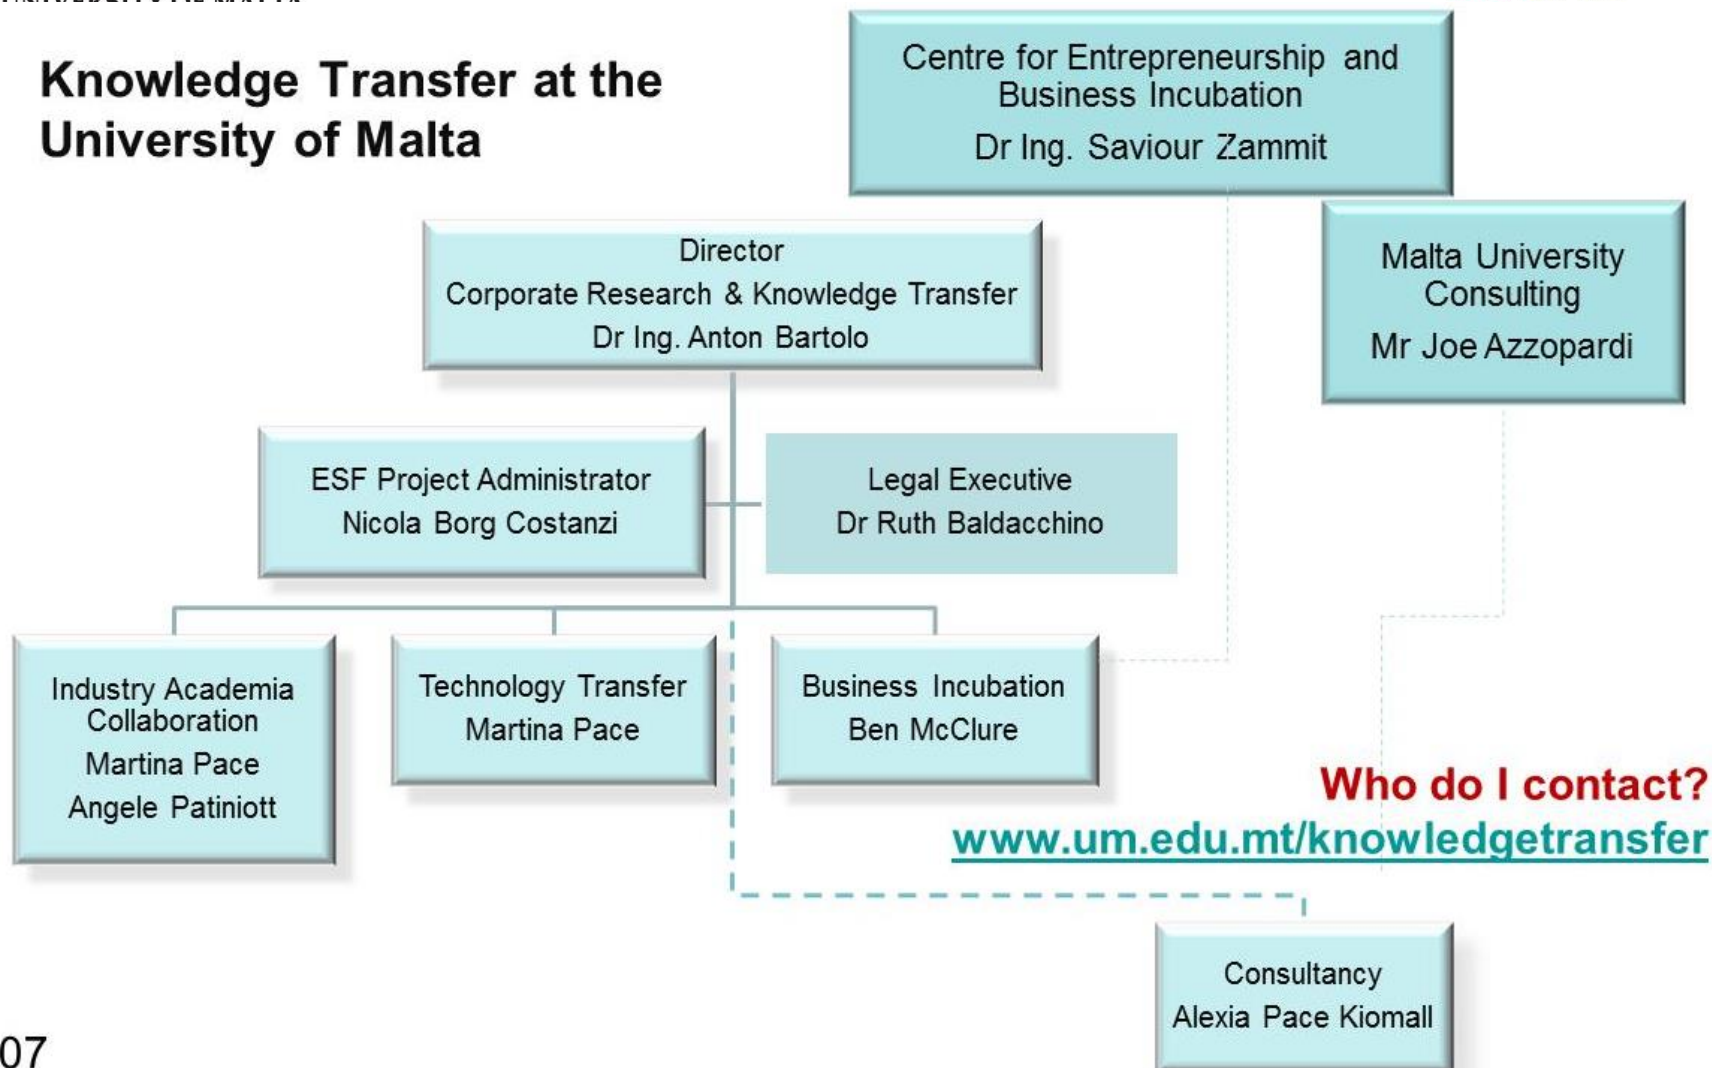 UNIVERSITY OF MALTA
Knowledge Transfer at the
University of Malta
Centre for Entrepreneurship and
Business Incubation
Dr Ing. Saviour Zammit
Malta University
Consulting
Mr Joe Azzopardi
Director
Corporate Research & Knowledge Transfer
Dr Ing. Anton Bartolo
ESF Project Administrator
Nicola Borg Costanzi
Legal Executive
Dr Ruth Baldacchino
Industry Academia
Collaboration
Martina Pace
Angele Patiniott
Technology Transfer
Martina Pace
Business Incubation
Ben McClure
Who do I contact?
www.um.edu.mt/knowledgetransfer
Consultancy
Alexia Pace Kiomall
07